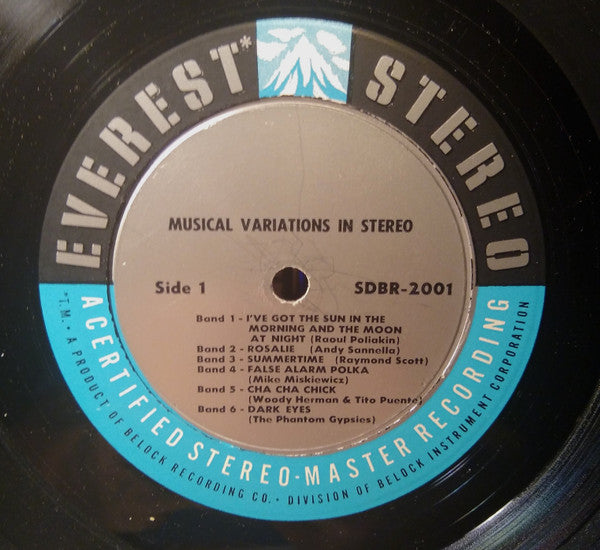 EVEREST* STEREO
MUSICAL VARIATIONS IN STEREO
Side 1 SDBR-2001
Band 1 - I'VE GOT THE SUN IN THE
MORNING AND THE MOON
AT NIGHT (Raoul Poliakin)
Band 2 - ROSALIE (Andy Sannella)
Band 3 - SUMMERTIME (Raymond Scott)
Band 4 - FALSE ALARM POLKA
(Mike Miskiewicz)
Band 5 - CHA CHA CHICK
(Woody Herman & Tito Puente)
Band 6 - DARK EYES
(The Phantom Gypsies)
A CERTIFIED STEREO-MASTER RECORDING
*T.M. • A PRODUCT OF BELOCK RECORDING CO. • DIVISION OF BELOCK INSTRUMENT CORPORATION